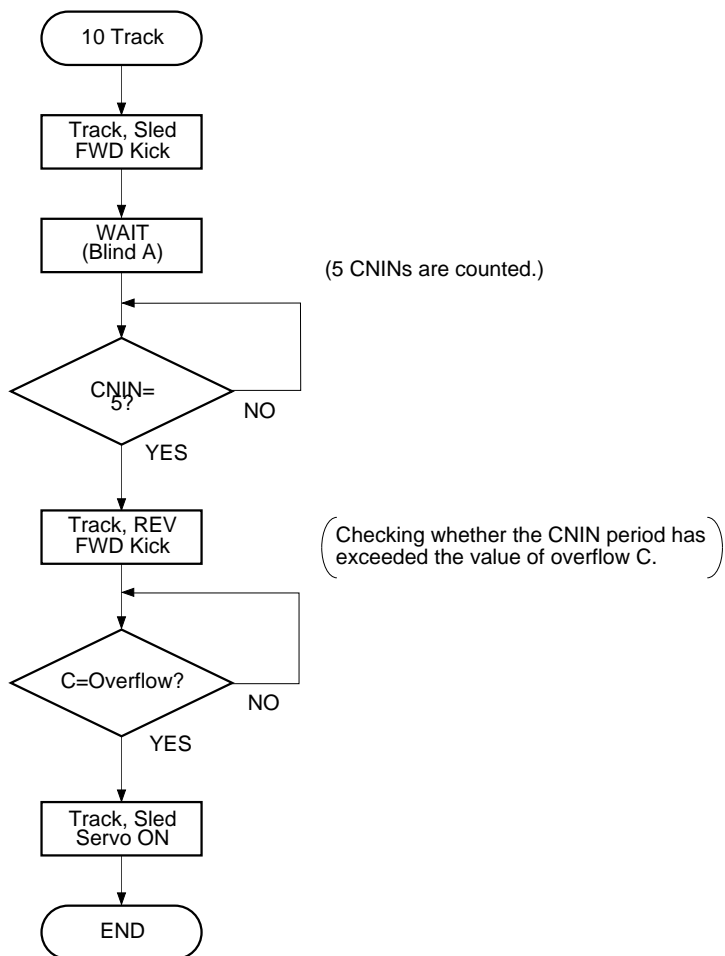 10 Track
Track, Sled
FWD Kick
WAIT
(Blind A)
(5 CNINs are counted.)
CNIN=
5?
NO
YES
Track, REV
FWD Kick
Checking whether the CNIN period has
exceeded the value of overflow C.
C=Overflow?
NO
YES
Track, Sled
Servo ON
END